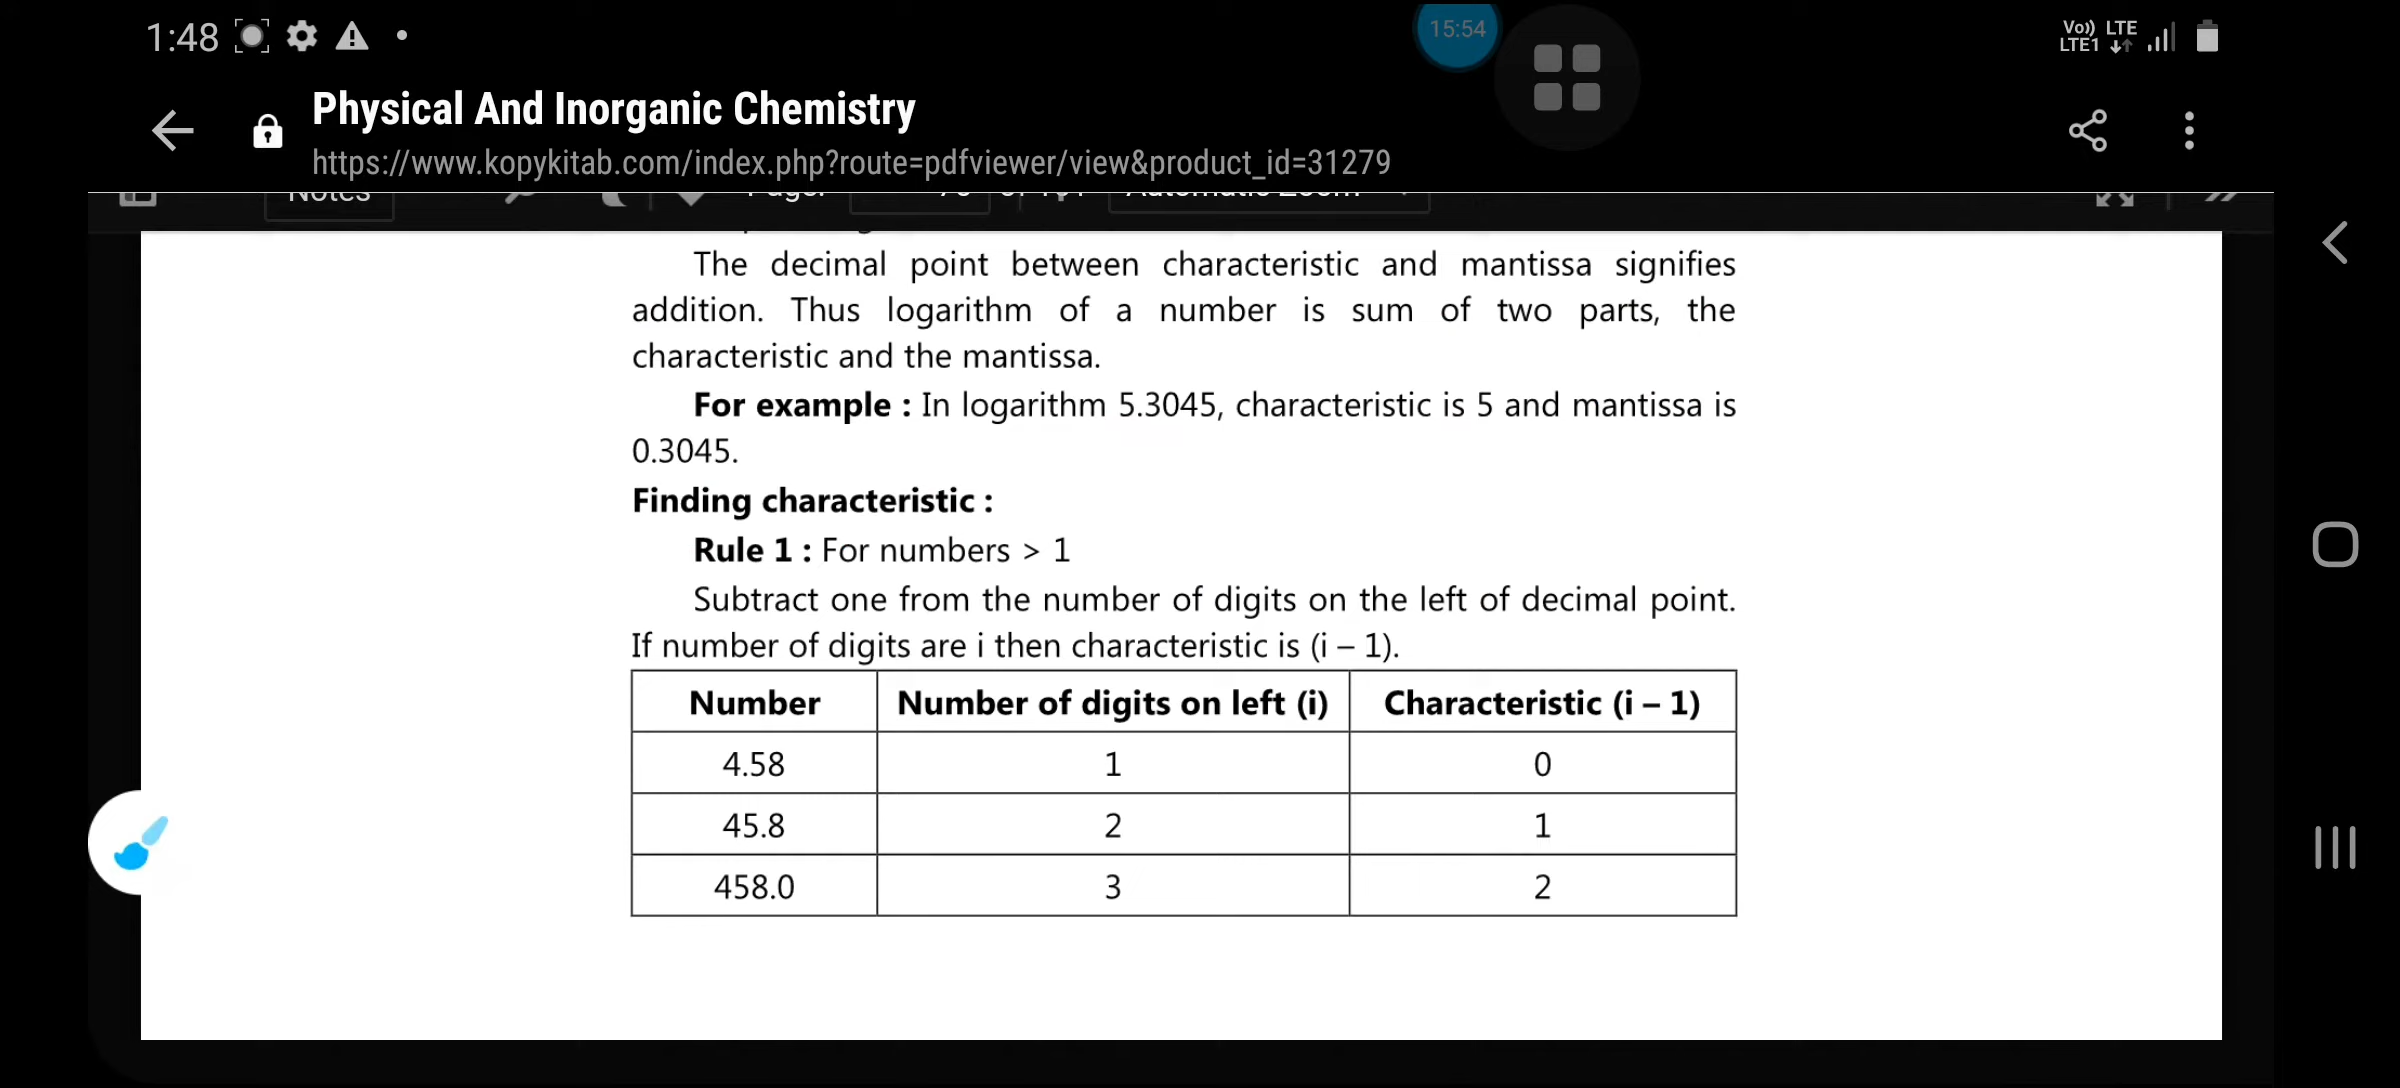 1:48
15:54
Vo)) LTE
LTE1
Physical And Inorganic Chemistry
https://www.kopykitab.com/index.php?route=pdfviewer/view&product_id=31279
Notes
The decimal point between characteristic and mantissa signifies
addition. Thus logarithm of a number is sum of two parts, the
characteristic and the mantissa.
For example : In logarithm 5.3045, characteristic is 5 and mantissa is
0.3045.
Finding characteristic :
Rule 1 : For numbers > 1
Subtract one from the number of digits on the left of decimal point.
If number of digits are i then characteristic is (i – 1).
Number Number of digits on left (i) Characteristic (i – 1)
4.58 1 0
45.8 2 1
458.0 3 2